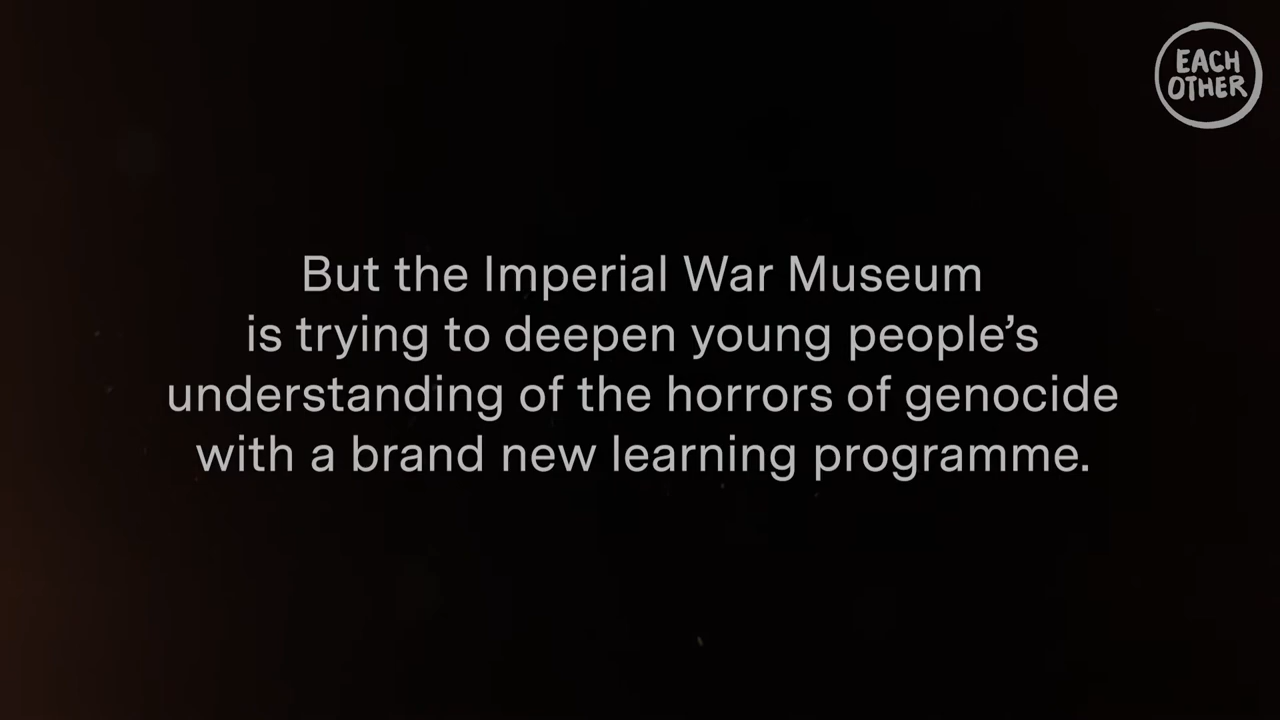 EACH
OTHER
But the Imperial War Museum
is trying to deepen young people’s
understanding of the horrors of genocide
with a brand new learning programme.